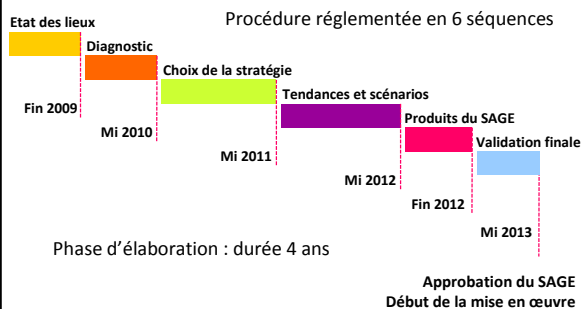 Procédure réglementée en 6 séquences
Etat des lieux
Diagnostic
Choix de la stratégie
Tendances et scénarios
Produits du SAGE
Validation finale
Fin 2009
Mi 2010
Mi 2011
Mi 2012
Fin 2012
Mi 2013
Phase d'élaboration : durée 4 ans
Approbation du SAGE
Début de la mise en œuvre